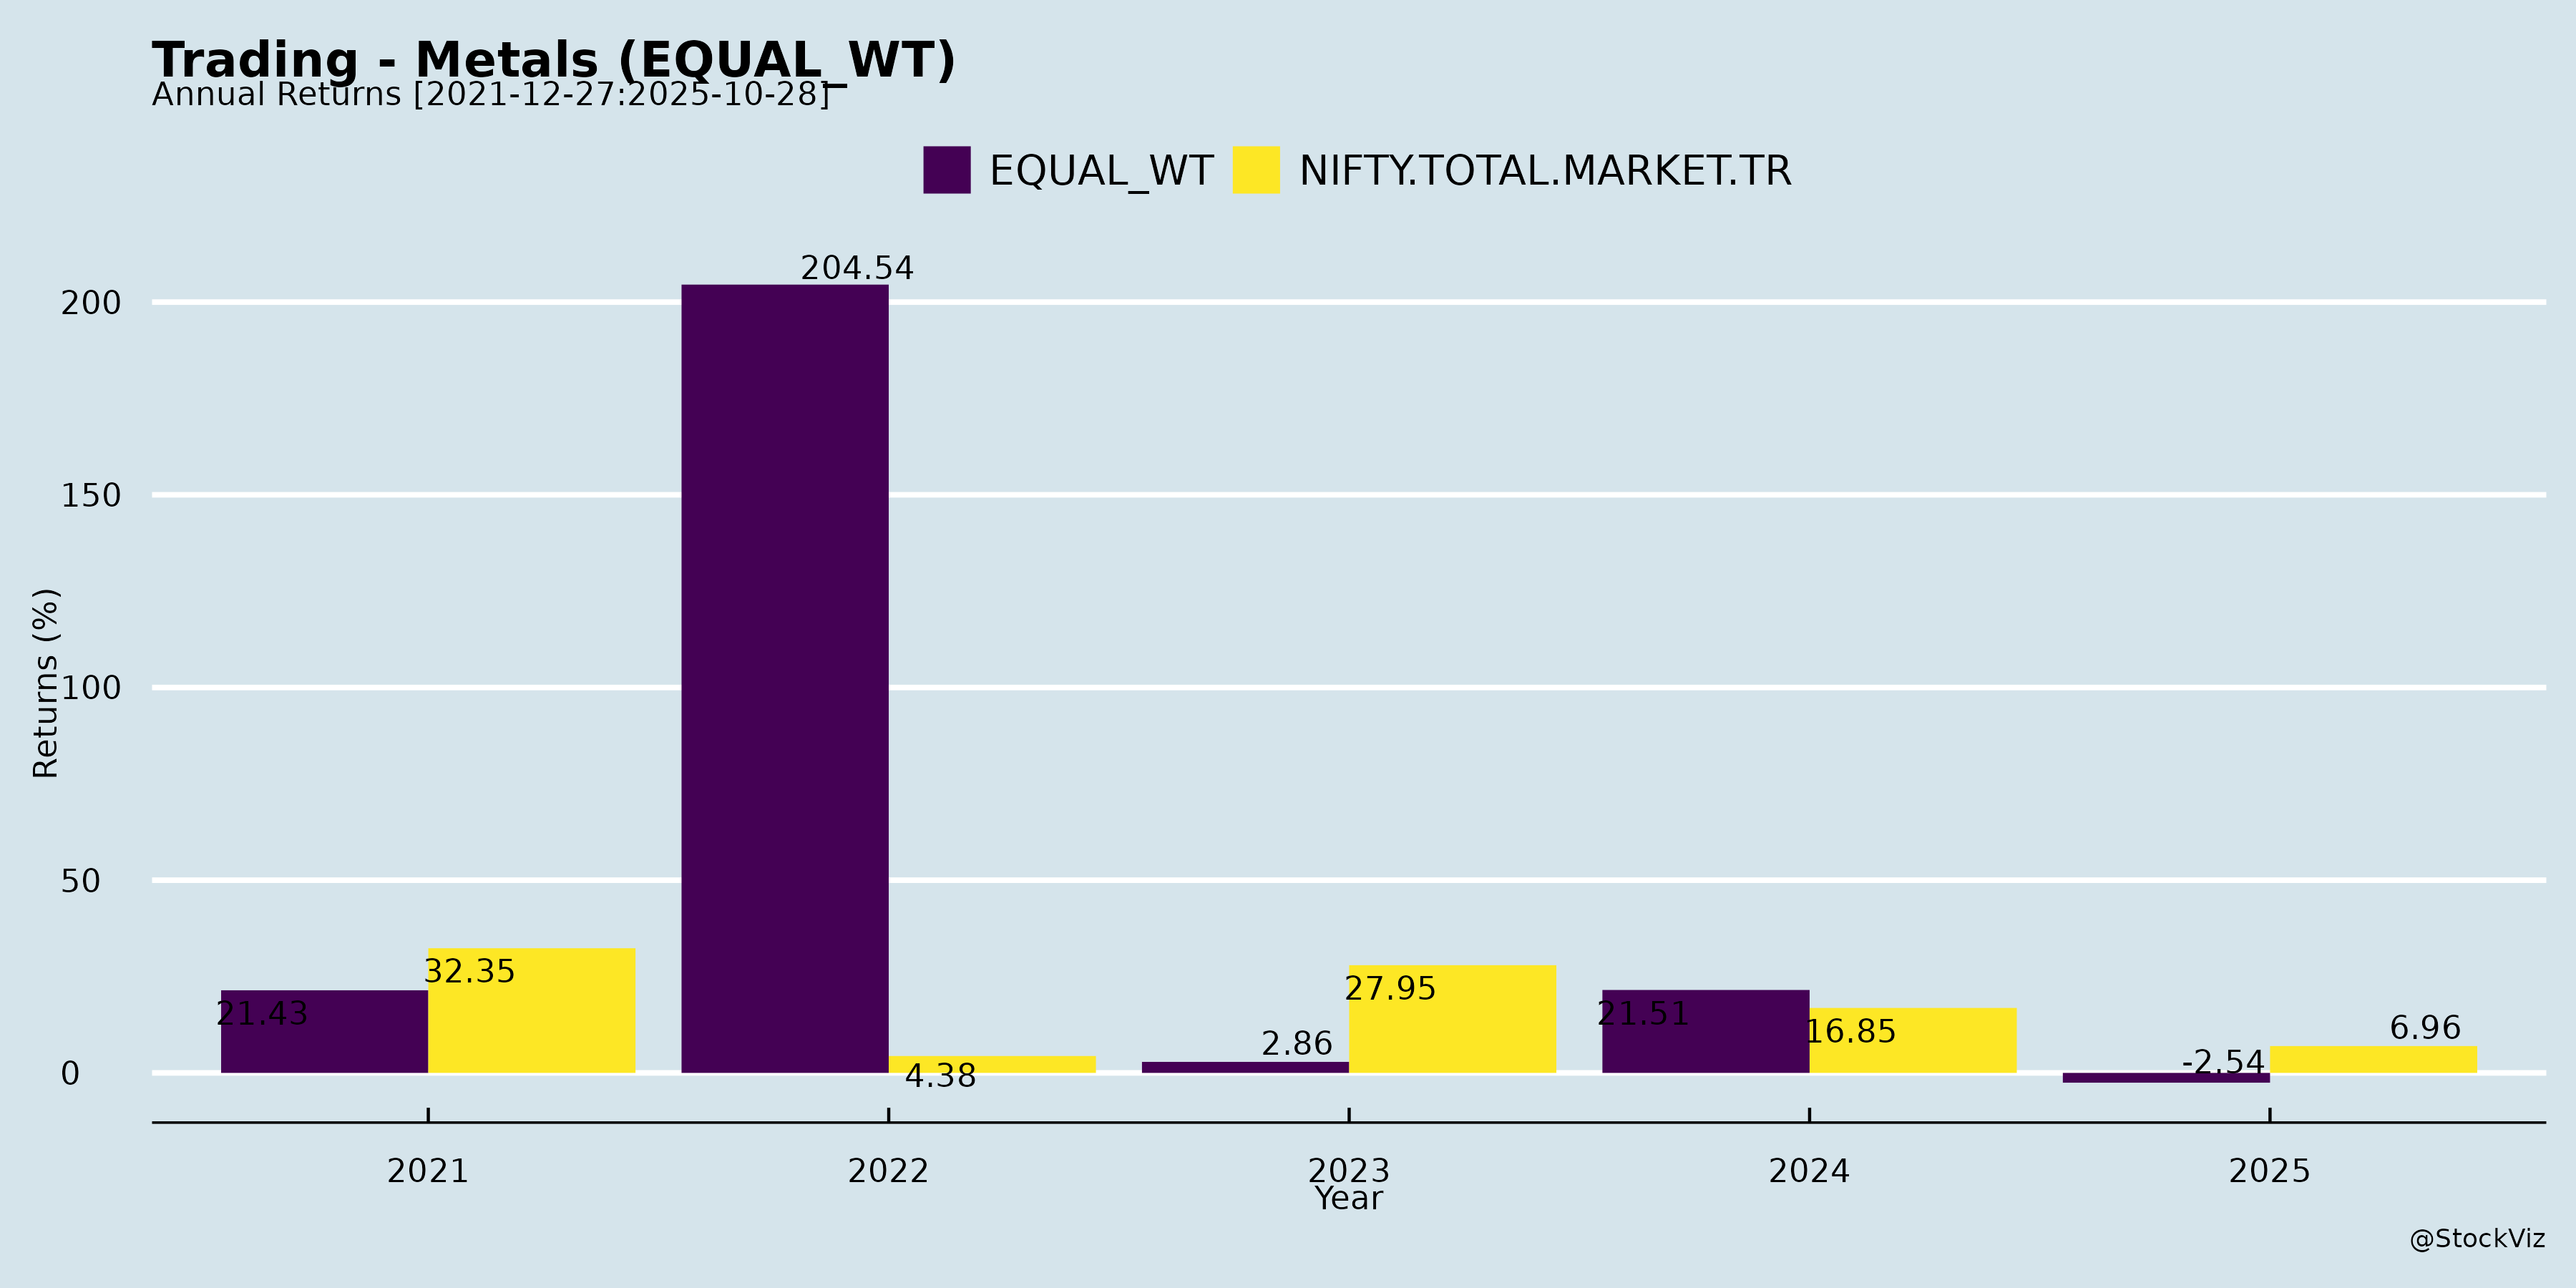 Trading - Metals (EQUAL_WT)
Annual Returns [2021-12-27:2025-10-28]
EQUAL_WT NIFTY.TOTAL.MARKET.TR
Returns (%)
200
150
100
50
0
21.43
32.35
204.54
4.38
2.86
27.95
21.51
16.85
-2.54
6.96
2021 2022 2023 2024 2025
Year
@StockViz